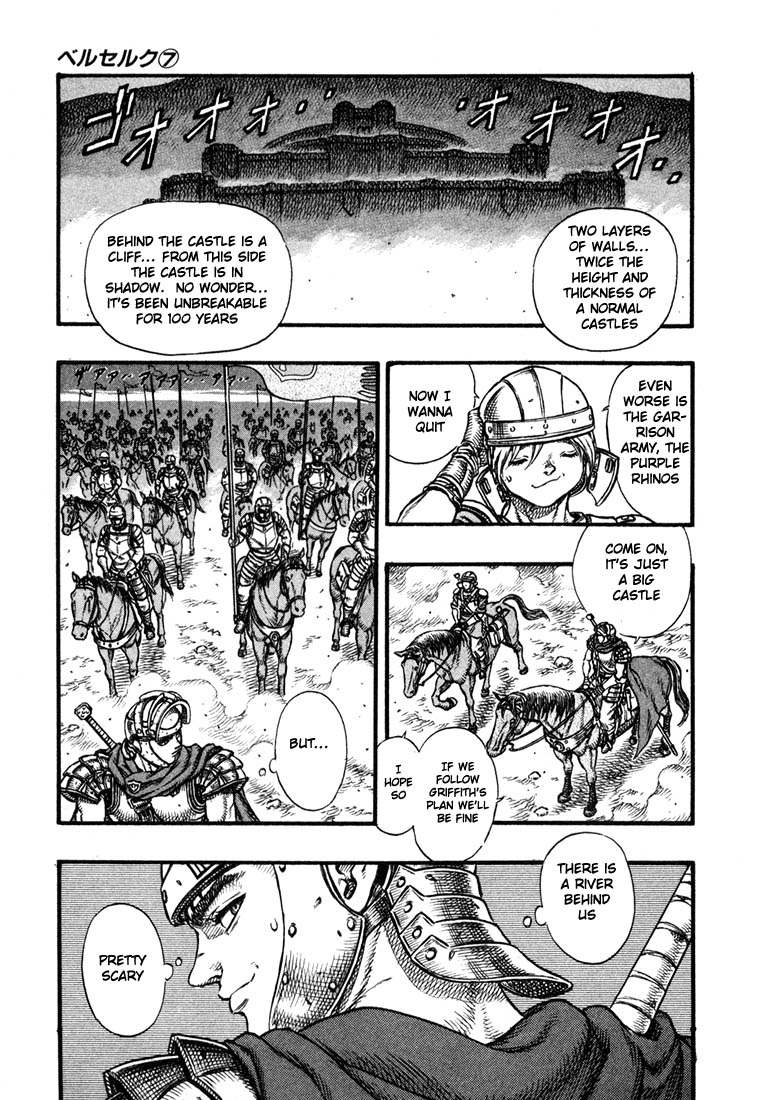 ベルセルク⑦
ゴオオオオ・・
オオオオ・・
TWO LAYERS
OF WALLS...
TWICE THE
HEIGHT AND
THICKNESS OF
A NORMAL
CASTLES
BEHIND THE CASTLE IS A
CLIFF... FROM THIS SIDE
THE CASTLE IS IN
SHADOW. NO WONDER...
IT'S BEEN UNBREAKABLE
FOR 100 YEARS
EVEN
WORSE IS
THE GAR-
RISON
ARMY, THE
PURPLE
RHINOS
NOW I
WANNA
QUIT
COME ON,
IT'S JUST
A BIG
CASTLE
IF WE
FOLLOW
GRIFFITH'S
PLAN WE'LL
BE FINE
I
HOPE
SO
BUT...
THERE IS
A RIVER
BEHIND
US
PRETTY
SCARY